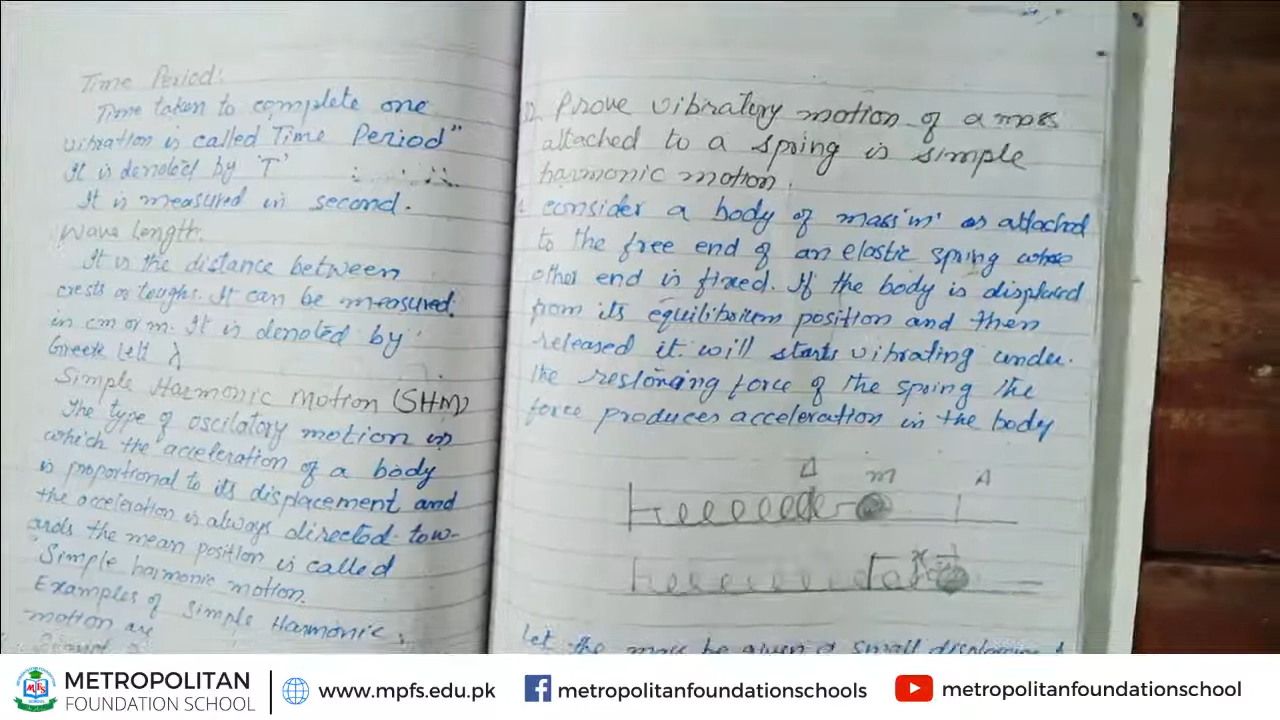 Time Period:
Time taken to complete one
vibration is called Time Period"
It is denoted by 'T'
It is measured in second.
Wave length.
It is the distance between
crests or toughs. It can be measured.
in cm or m. It is denoted by
Greek Lett λ
Simple Harmonic Motion (SHM)
The type of oscilatory motion in
which the acceleration of a body
is proportional to its displacement and
the acceleration is always directed tow-
ards the mean position is called
Simple harmonic motion.
Examples of Simple Harmonic
motion are
Prove vibratory motion of a mass
attached to a spring is simple
harmonic motion.
consider a body of mass 'm' as attached
to the free end of an elastic spring whose
other end is fixed. If the body is displaced
from its equilibrium position and then
released it will starts vibrating under.
the restoring force of the spring the
force produces acceleration in the body
m A
x
Let the mass be given a small
METROPOLITAN
FOUNDATION SCHOOL
www.mpfs.edu.pk
metropolitanfoundationschools
metropolitanfoundationschool